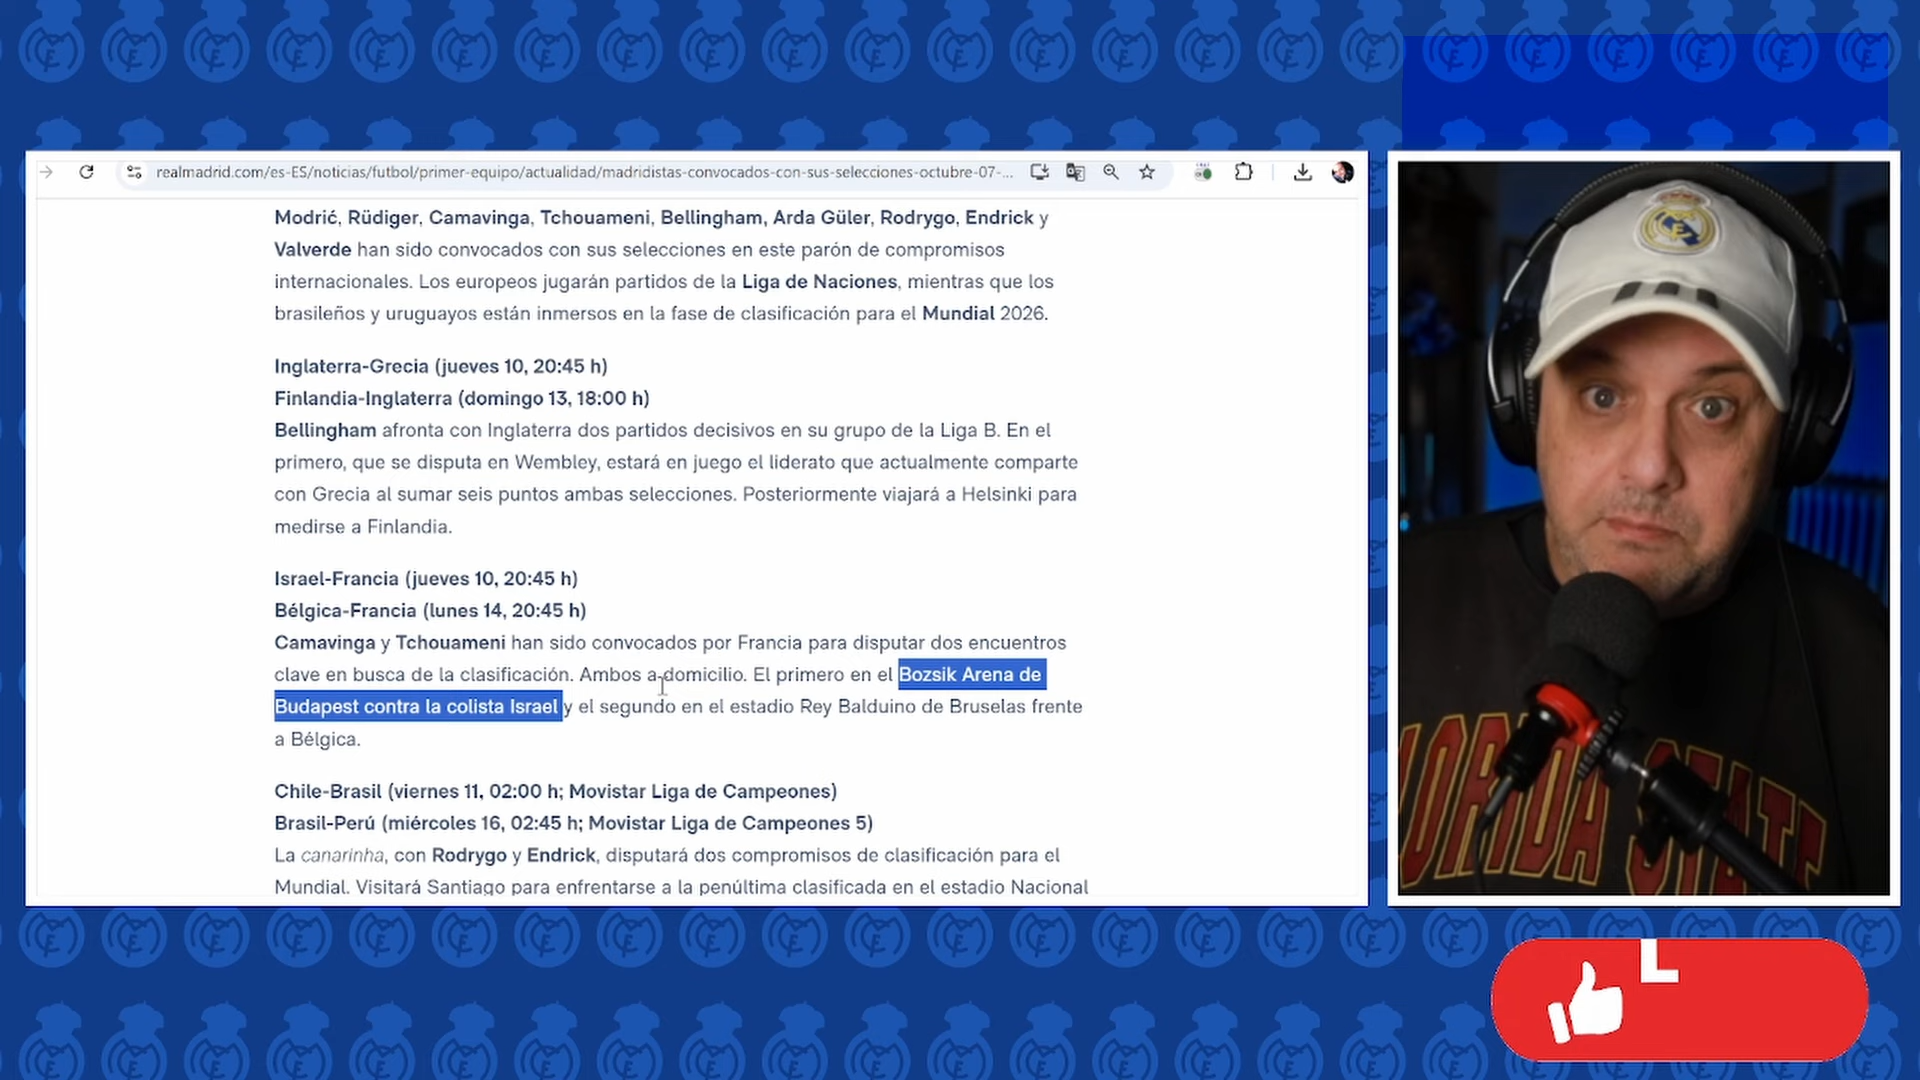 realmadrid.com/es-ES/noticias/futbol/primer-equipo/actualidad/madridistas-convocados-con-sus-selecciones-octubre-07-...
Modrić, Rüdiger, Camavinga, Tchouameni, Bellingham, Arda Güler, Rodrygo, Endrick y
Valverde han sido convocados con sus selecciones en este parón de compromisos
internacionales. Los europeos jugarán partidos de la Liga de Naciones, mientras que los
brasileños y uruguayos están inmersos en la fase de clasificación para el Mundial 2026.
Inglaterra-Grecia (jueves 10, 20:45 h)
Finlandia-Inglaterra (domingo 13, 18:00 h)
Bellingham afronta con Inglaterra dos partidos decisivos en su grupo de la Liga B. En el
primero, que se disputa en Wembley, estará en juego el liderato que actualmente comparte
con Grecia al sumar seis puntos ambas selecciones. Posteriormente viajará a Helsinki para
medirse a Finlandia.
Israel-Francia (jueves 10, 20:45 h)
Bélgica-Francia (lunes 14, 20:45 h)
Camavinga y Tchouameni han sido convocados por Francia para disputar dos encuentros
clave en busca de la clasificación. Ambos a domicilio. El primero en el Bozsik Arena de
Budapest contra la colista Israel y el segundo en el estadio Rey Balduino de Bruselas frente
a Bélgica.
Chile-Brasil (viernes 11, 02:00 h; Movistar Liga de Campeones)
Brasil-Perú (miércoles 16, 02:45 h; Movistar Liga de Campeones 5)
La canarinha, con Rodrygo y Endrick, disputará dos compromisos de clasificación para el
Mundial. Visitará Santiago para enfrentarse a la penúltima clasificada en el estadio Nacional
FLORIDA STATE
L